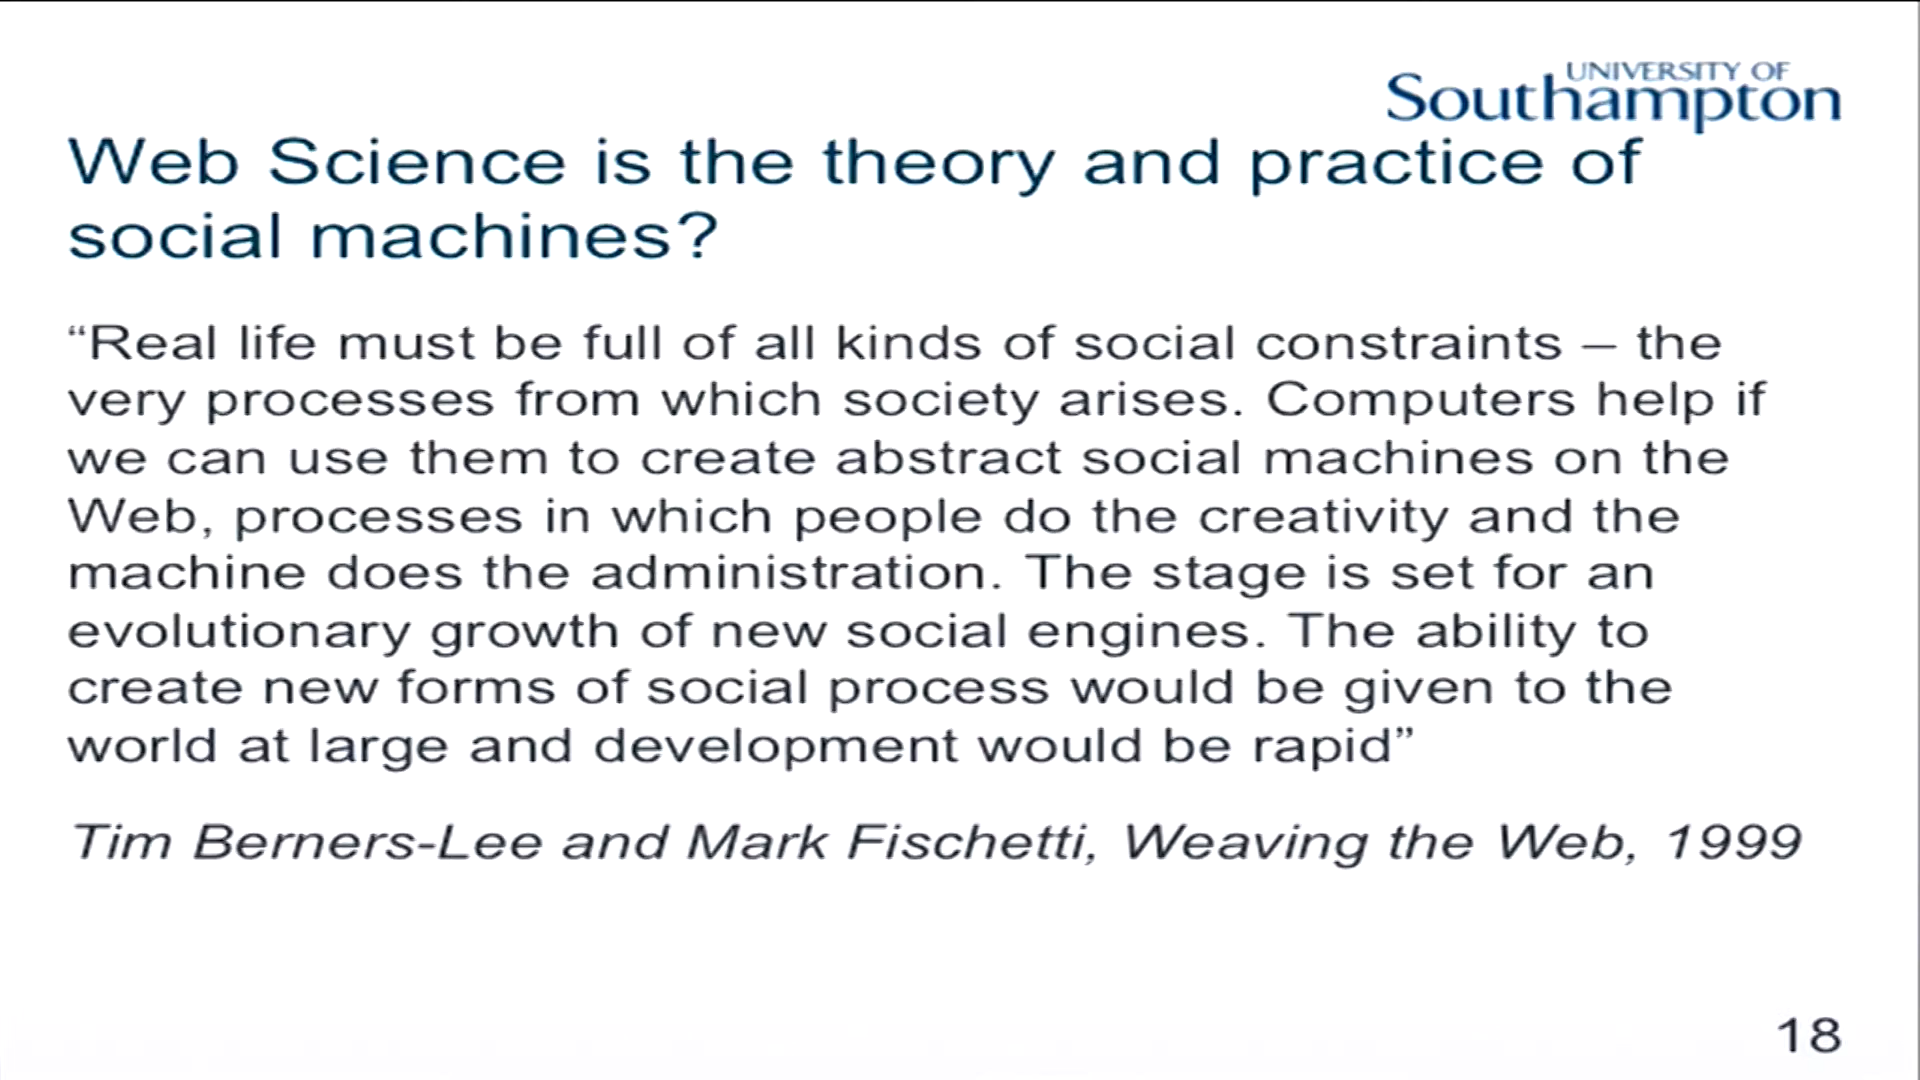 UNIVERSITY OF
Southampton
Web Science is the theory and practice of
social machines?
“Real life must be full of all kinds of social constraints – the
very processes from which society arises. Computers help if
we can use them to create abstract social machines on the
Web, processes in which people do the creativity and the
machine does the administration. The stage is set for an
evolutionary growth of new social engines. The ability to
create new forms of social process would be given to the
world at large and development would be rapid”
Tim Berners-Lee and Mark Fischetti, Weaving the Web, 1999
18